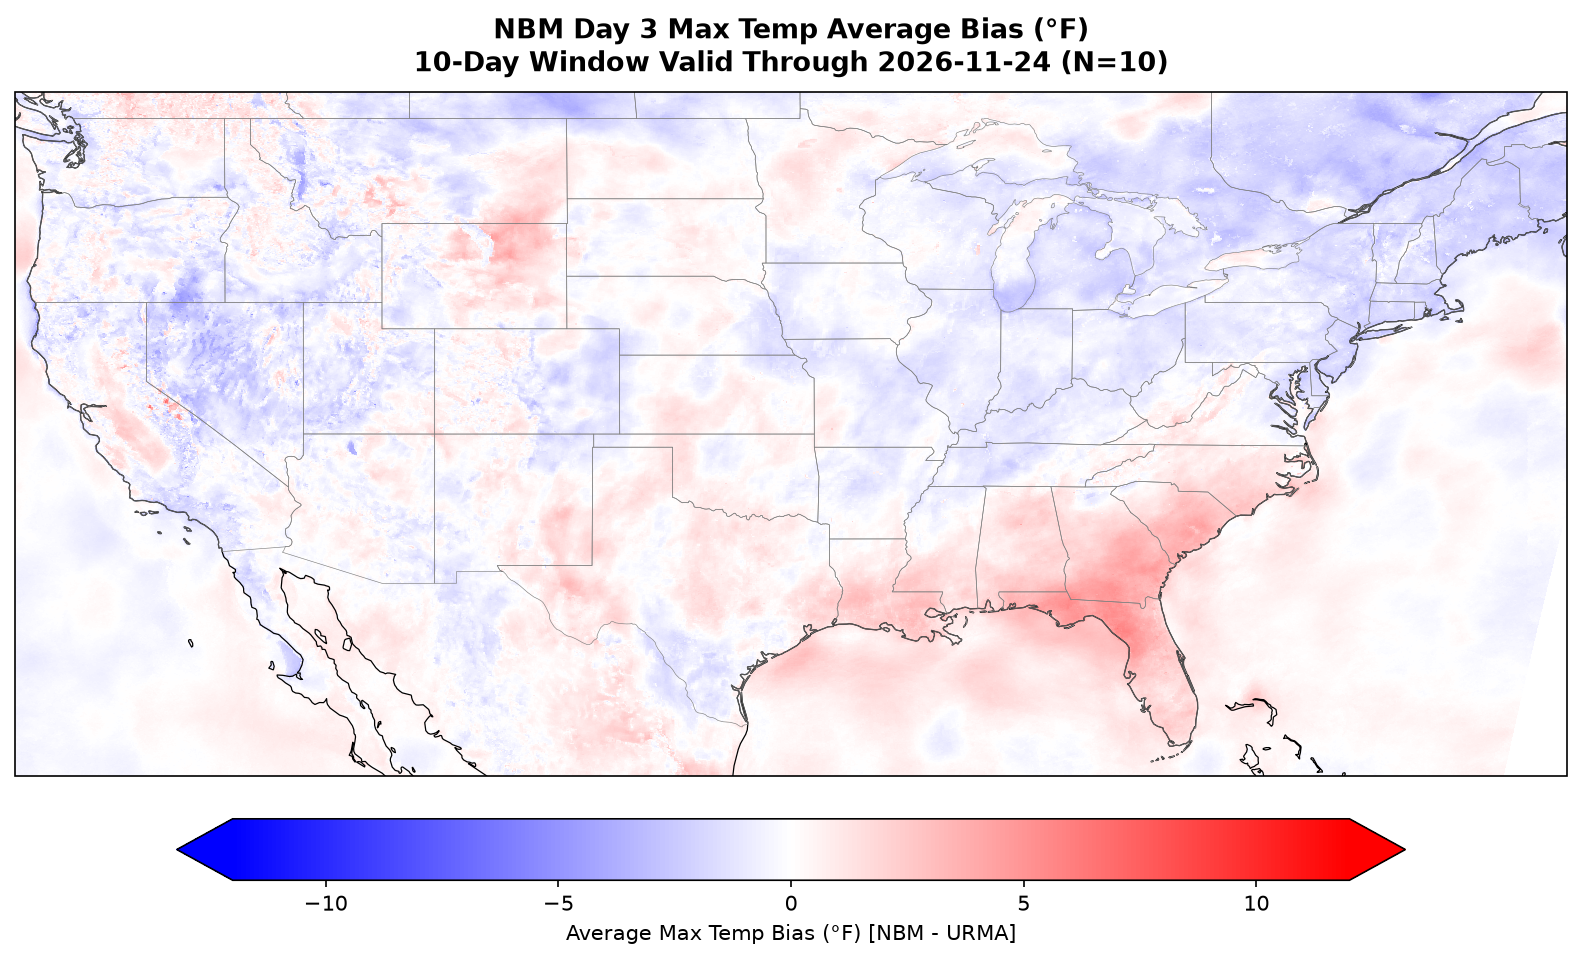 NBM Day 3 Max Temp Average Bias (°F)
10-Day Window Valid Through 2026-11-24 (N=10)
−10 −5 0 5 10
Average Max Temp Bias (°F) [NBM - URMA]